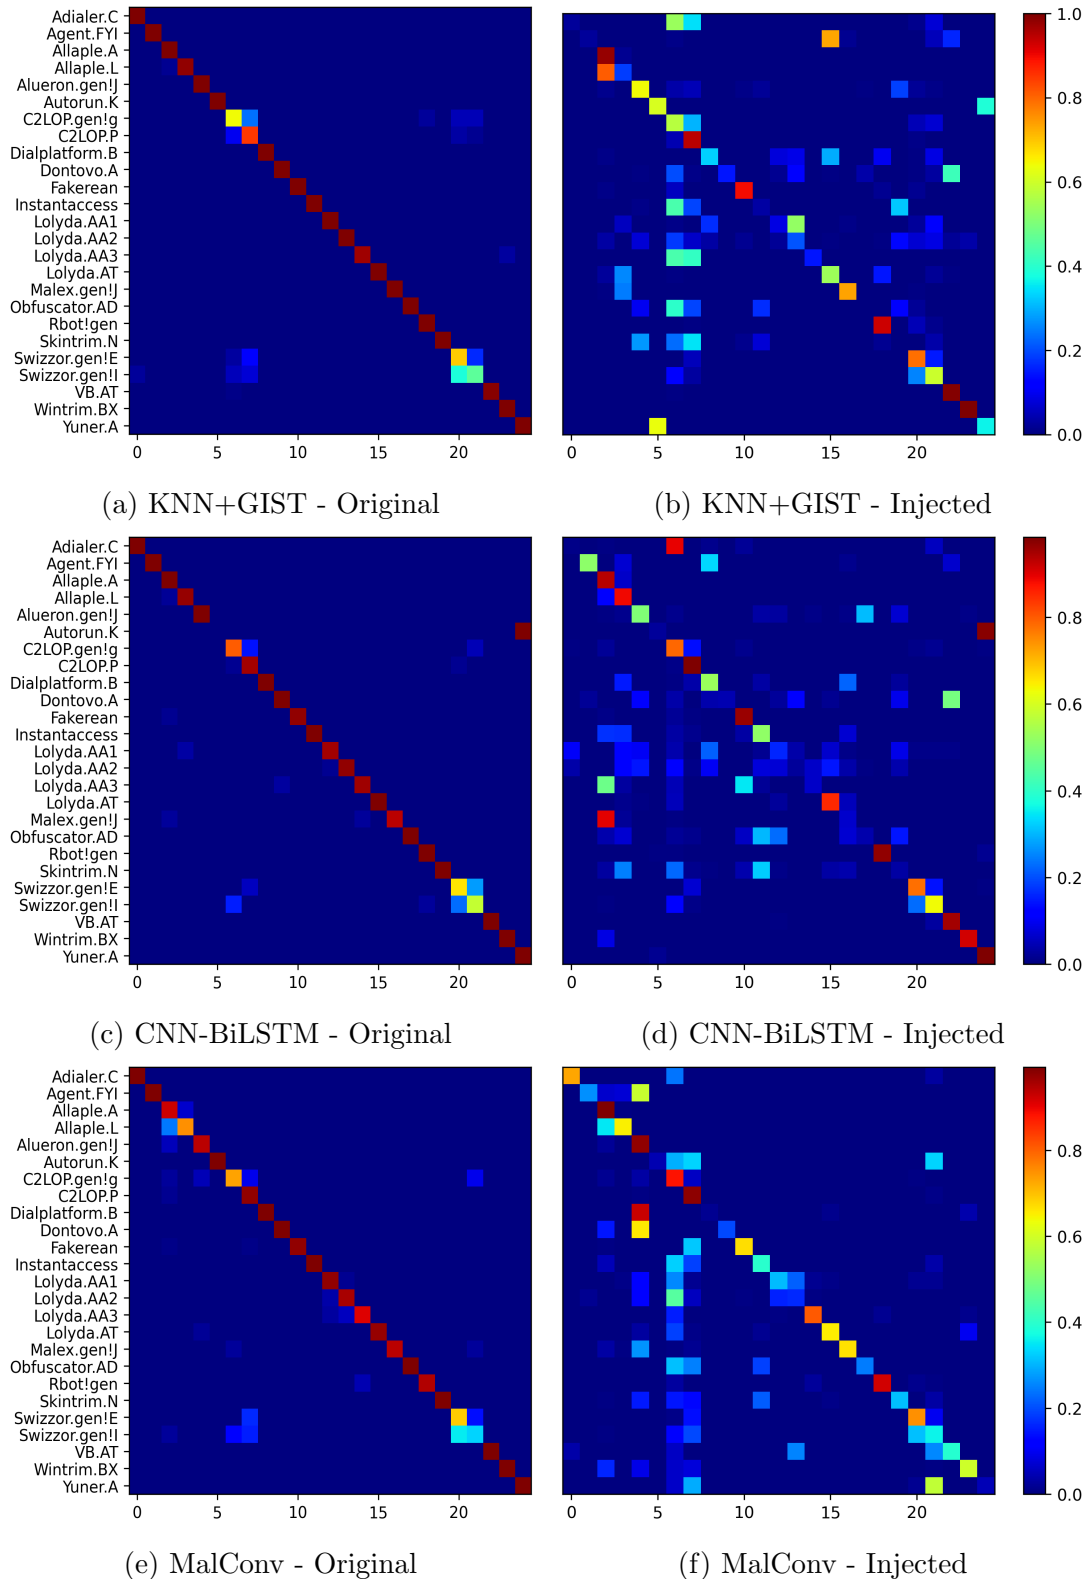 Adialer.C
Agent.FYI
Allaple.A
Allaple.L
Alueron.gen!J
Autorun.K
C2LOP.gen!g
C2LOP.P
Dialplatform.B
Dontovo.A
Fakerean
Instantaccess
Lolyda.AA1
Lolyda.AA2
Lolyda.AA3
Lolyda.AT
Malex.gen!J
Obfuscator.AD
Rbot!gen
Skintrim.N
Swizzor.gen!E
Swizzor.gen!I
VB.AT
Wintrim.BX
Yuner.A
0 5 10 15 20
0 5 10 15 20
1.0
0.8
0.6
0.4
0.2
0.0
(a) KNN+GIST - Original
(b) KNN+GIST - Injected
Adialer.C
Agent.FYI
Allaple.A
Allaple.L
Alueron.gen!J
Autorun.K
C2LOP.gen!g
C2LOP.P
Dialplatform.B
Dontovo.A
Fakerean
Instantaccess
Lolyda.AA1
Lolyda.AA2
Lolyda.AA3
Lolyda.AT
Malex.gen!J
Obfuscator.AD
Rbot!gen
Skintrim.N
Swizzor.gen!E
Swizzor.gen!I
VB.AT
Wintrim.BX
Yuner.A
0 5 10 15 20
0 5 10 15 20
0.8
0.6
0.4
0.2
0.0
(c) CNN-BiLSTM - Original
(d) CNN-BiLSTM - Injected
Adialer.C
Agent.FYI
Allaple.A
Allaple.L
Alueron.gen!J
Autorun.K
C2LOP.gen!g
C2LOP.P
Dialplatform.B
Dontovo.A
Fakerean
Instantaccess
Lolyda.AA1
Lolyda.AA2
Lolyda.AA3
Lolyda.AT
Malex.gen!J
Obfuscator.AD
Rbot!gen
Skintrim.N
Swizzor.gen!E
Swizzor.gen!I
VB.AT
Wintrim.BX
Yuner.A
0 5 10 15 20
0 5 10 15 20
0.8
0.6
0.4
0.2
0.0
(e) MalConv - Original
(f) MalConv - Injected